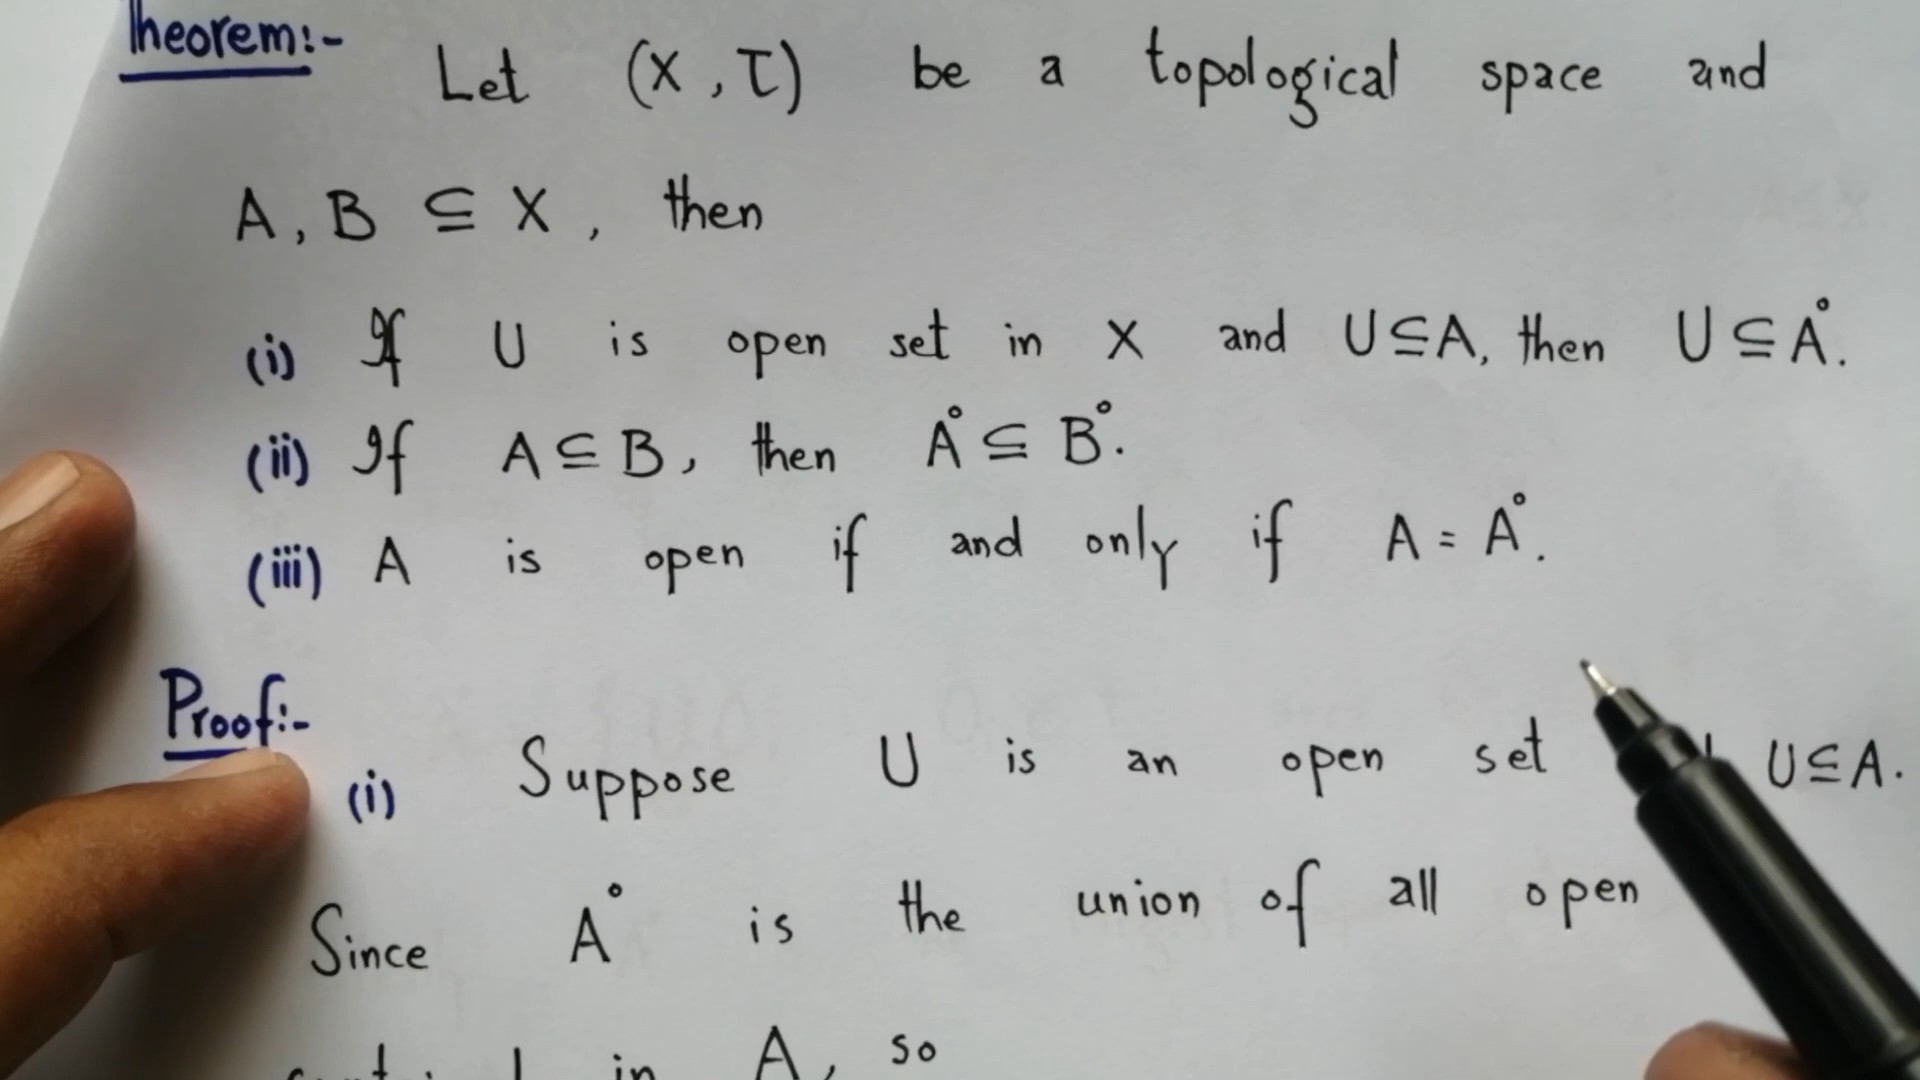 Theorem:- Let (X, τ) be a topological space and
A, B ⊆ X, then
(i) If U is open set in X and U⊆A, then U ⊆ A°.
(ii) If A⊆B, then A° ⊆ B°.
(iii) A is open if and only if A = A°.
Proof:-
(i) Suppose U is an open set U⊆A.
Since A° is the union of all open
in A, so